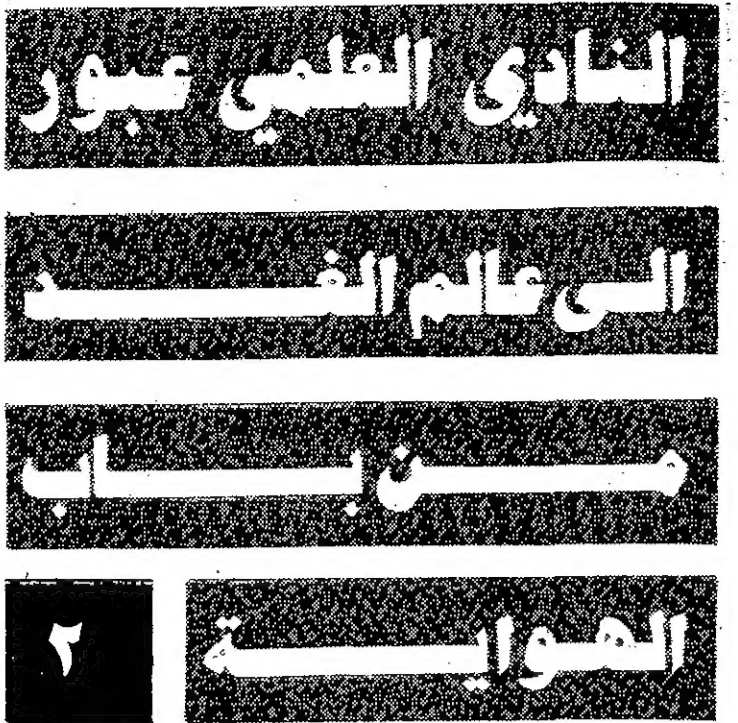 النادي العلمي عبور
الى عالم الغد
من باب
الهواية ٢